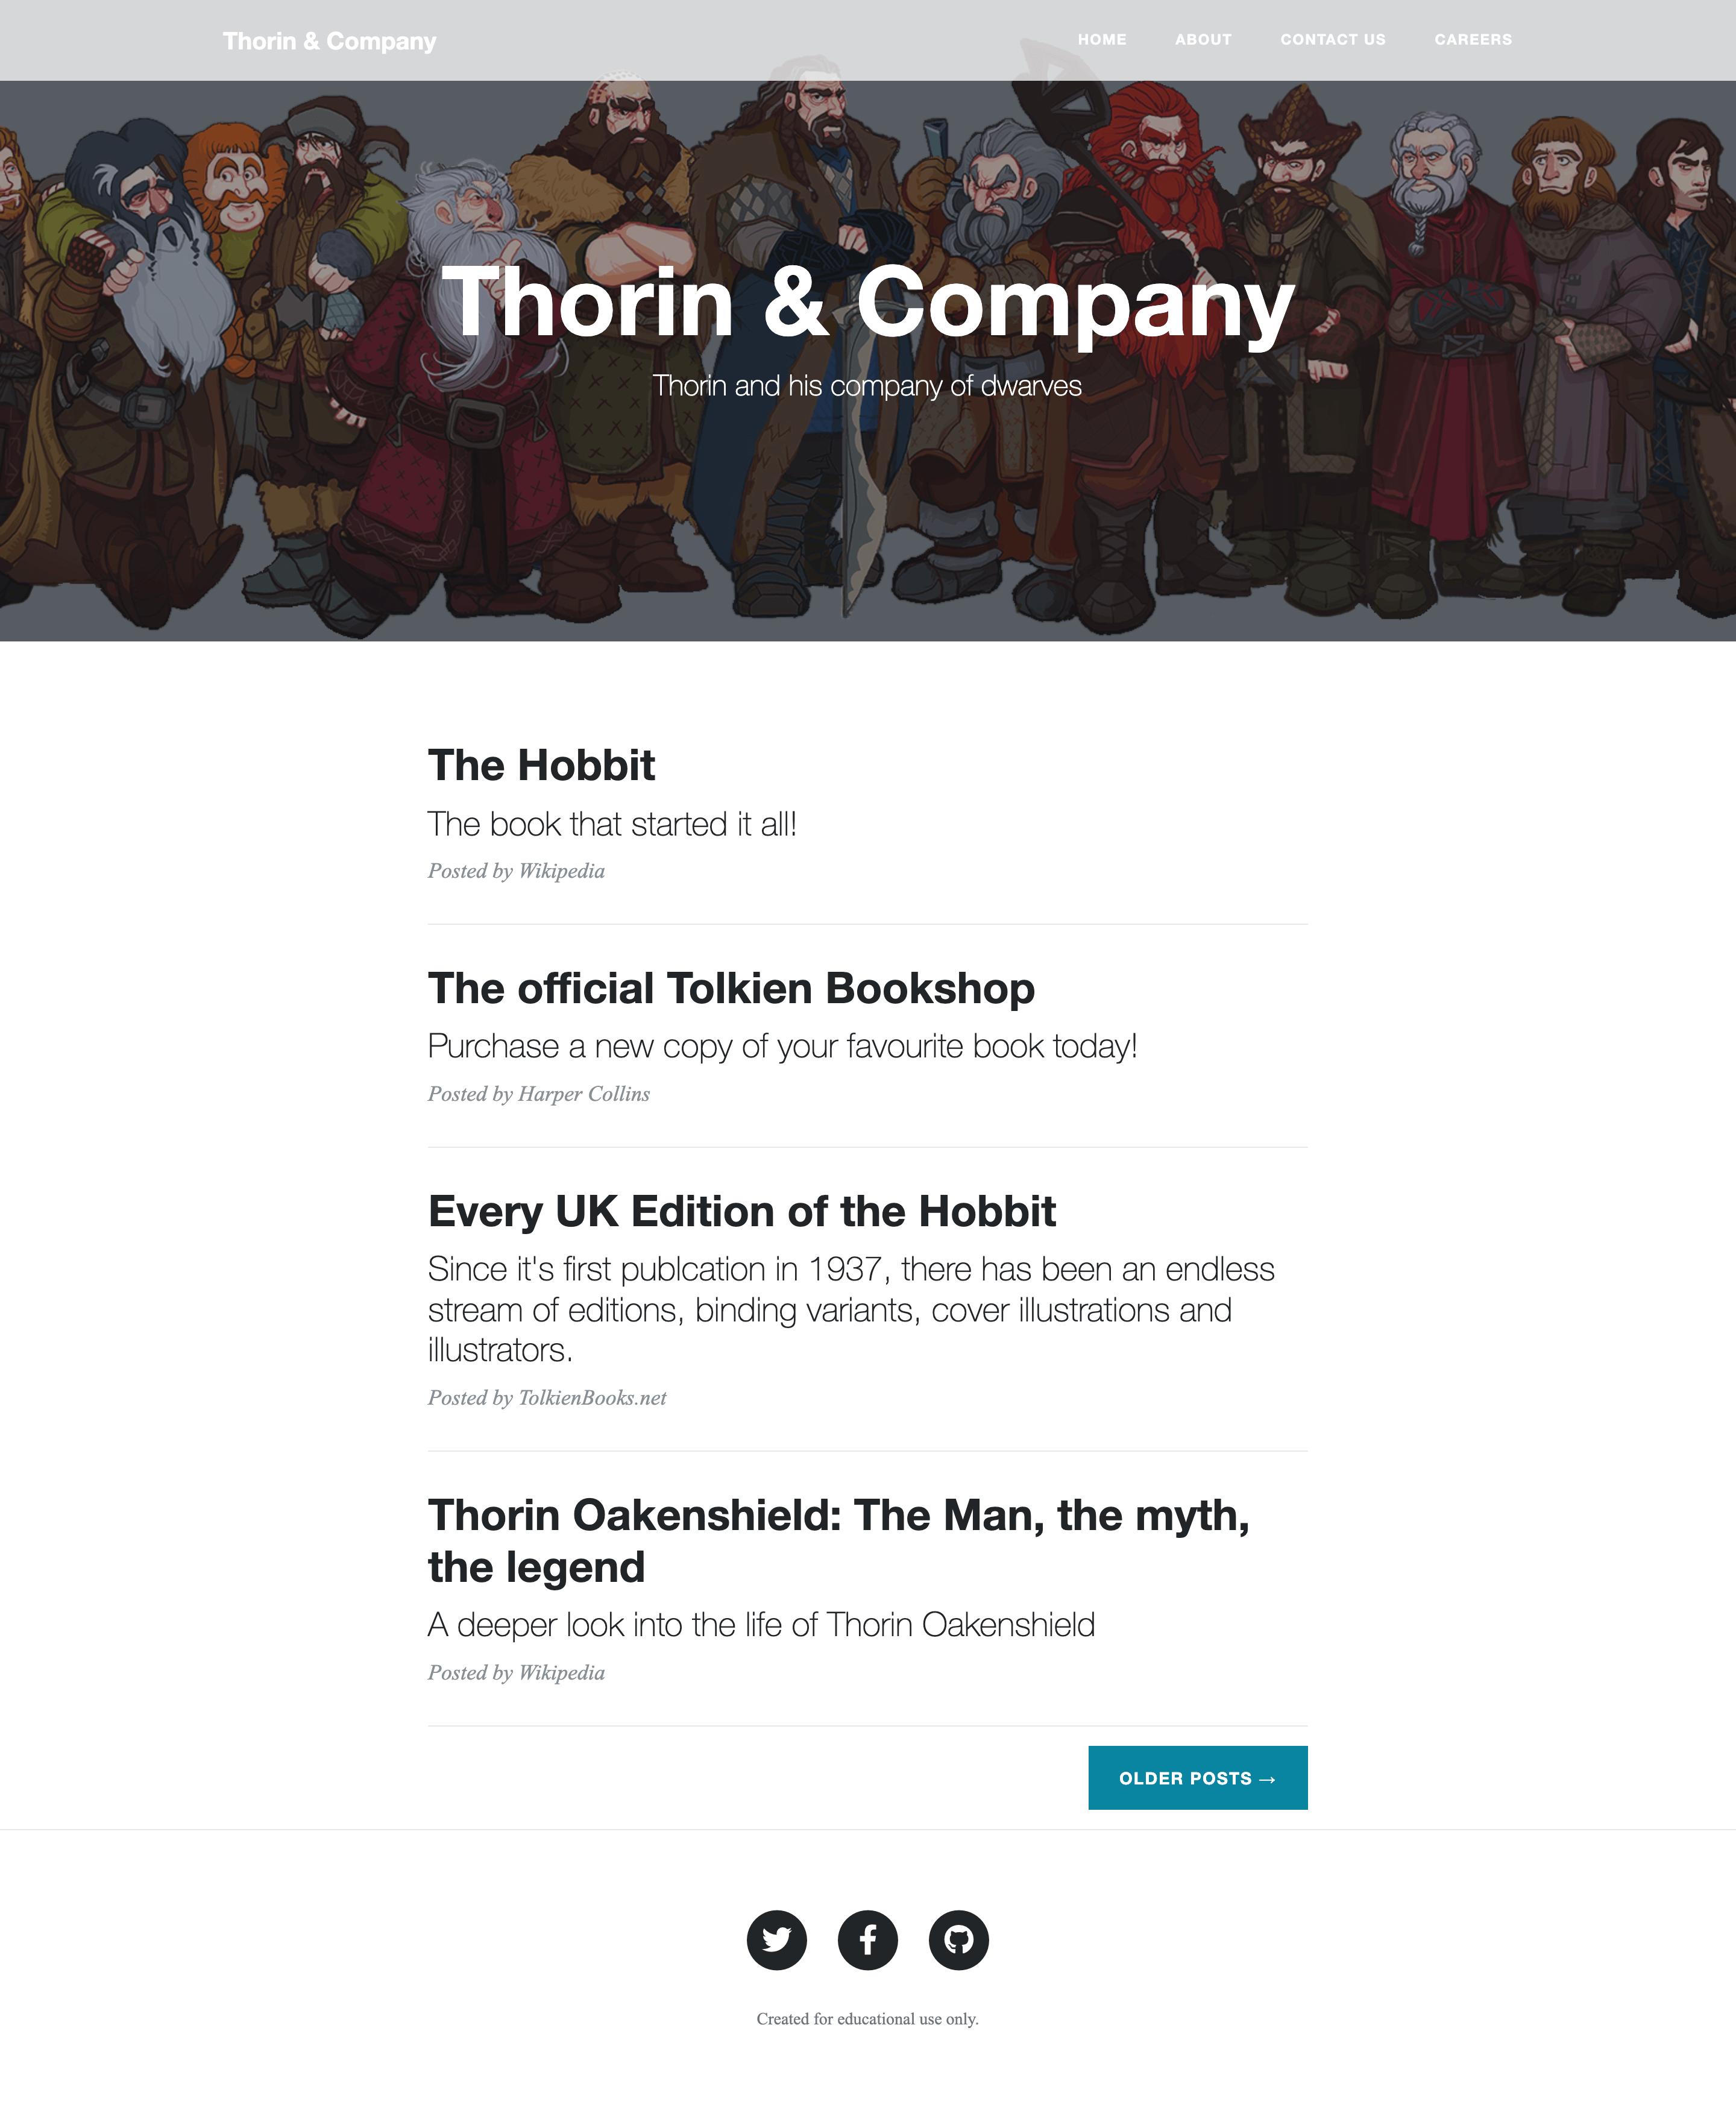 Thorin & Company
HOME ABOUT CONTACT US CAREERS
Thorin & Company
Thorin and his company of dwarves
The Hobbit
The book that started it all!
Posted by Wikipedia
The official Tolkien Bookshop
Purchase a new copy of your favourite book today!
Posted by Harper Collins
Every UK Edition of the Hobbit
Since it's first publcation in 1937, there has been an endless
stream of editions, binding variants, cover illustrations and
illustrators.
Posted by TolkienBooks.net
Thorin Oakenshield: The Man, the myth,
the legend
A deeper look into the life of Thorin Oakenshield
Posted by Wikipedia
OLDER POSTS →
Created for educational use only.